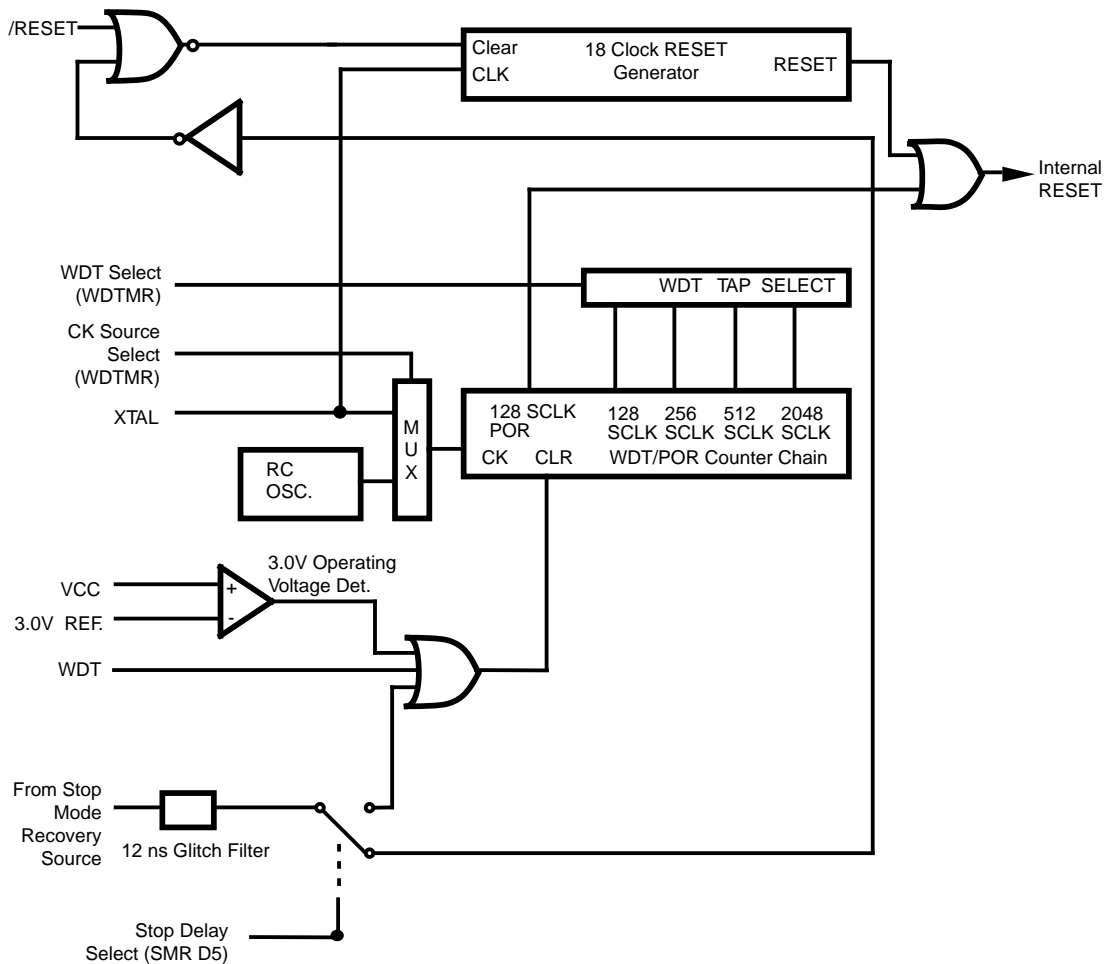 /RESET
Clear
CLK
18 Clock RESET
Generator
RESET
Internal
RESET
WDT Select
(WDTMR)
WDT TAP SELECT
CK Source
Select
(WDTMR)
XTAL
M
U
X
128 SCLK
POR
128
SCLK
256
SCLK
512
SCLK
2048
SCLK
CK
CLR
WDT/POR Counter Chain
RC
OSC.
3.0V Operating
Voltage Det.
VCC
+
3.0V REF.
-
WDT
From Stop
Mode
Recovery
Source
12 ns Glitch Filter
Stop Delay
Select (SMR D5)